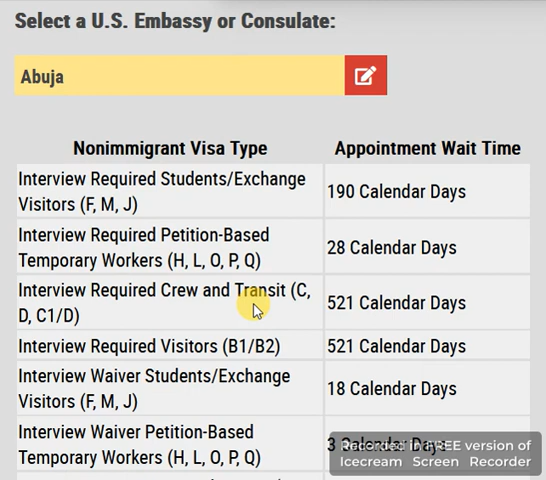 Select a U.S. Embassy or Consulate:
Abuja
Nonimmigrant Visa Type Appointment Wait Time
Interview Required Students/Exchange
Visitors (F, M, J)
190 Calendar Days
Interview Required Petition-Based
Temporary Workers (H, L, O, P, Q)
28 Calendar Days
Interview Required Crew and Transit (C,
D, C1/D)
521 Calendar Days
Interview Required Visitors (B1/B2)
521 Calendar Days
Interview Waiver Students/Exchange
Visitors (F, M, J)
18 Calendar Days
Interview Waiver Petition-Based
Temporary Workers (H, L, O, P, Q)
3 Calendar Days
Recorded in FREE version of
Icecream Screen Recorder